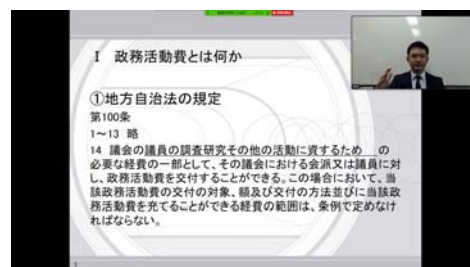 Ⅰ 政務活動費とは何か
①地方自治法の規定
第100条
1～13 略
14 議会の議員の調査研究その他の活動に資するため の
必要な経費の一部として、その議会における会派又は議員に対
し、政務活動費を交付することができる。この場合において、当
該政務活動費の交付の対象、額及び交付の方法並びに当該政
務活動費を充てることができる経費の範囲は、条例で定めなけ
ればならない。
1